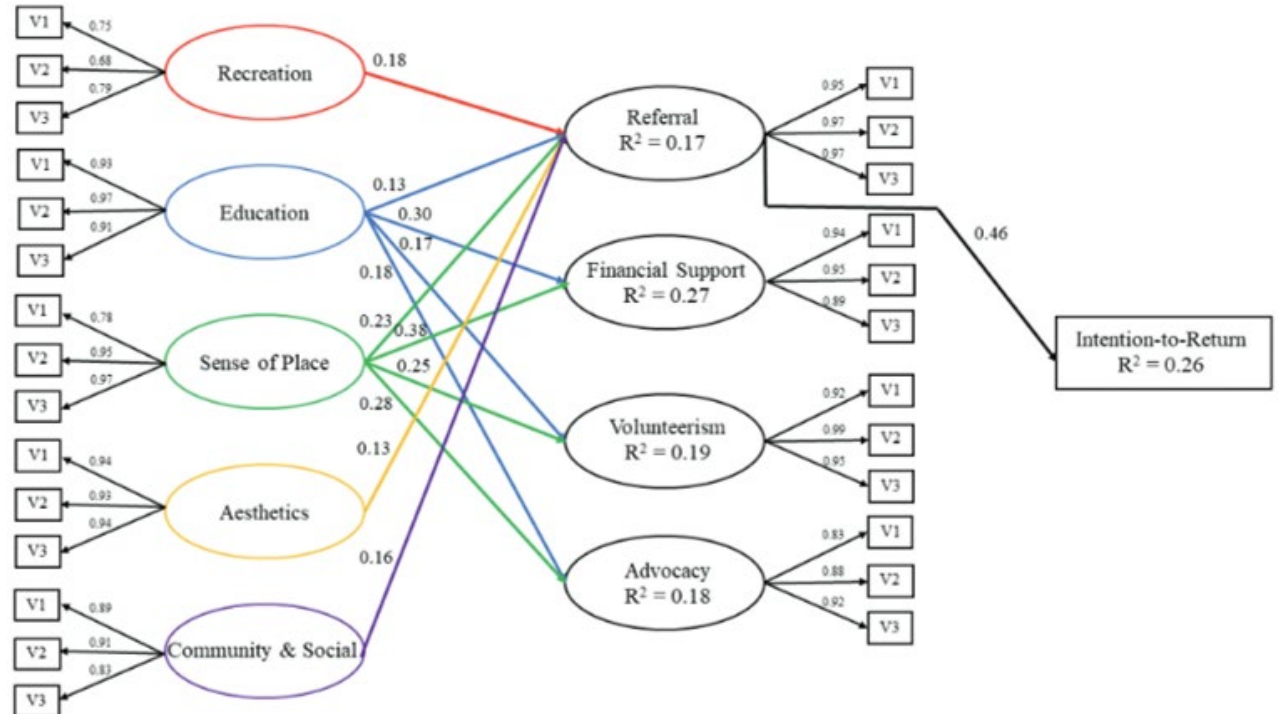 V1
0.75
V2
0.68
V3
0.79
Recreation
0.18
V1
0.93
V2
0.97
V3
0.91
Education
0.13
0.30
0.17
0.18
V1
0.78
V2
0.95
V3
0.97
Sense of Place
0.23
0.38
0.25
0.28
V1
0.94
V2
0.93
V3
0.94
Aesthetics
0.13
V1
0.89
V2
0.91
V3
0.83
Community & Social
0.16
Referral
R² = 0.17
0.95
V1
0.97
V2
0.97
V3
Financial Support
R² = 0.27
0.94
V1
0.95
V2
0.89
V3
Volunteerism
R² = 0.19
0.92
V1
0.99
V2
0.95
V3
Advocacy
R² = 0.18
0.83
V1
0.88
V2
0.92
V3
0.46
Intention-to-Return
R² = 0.26